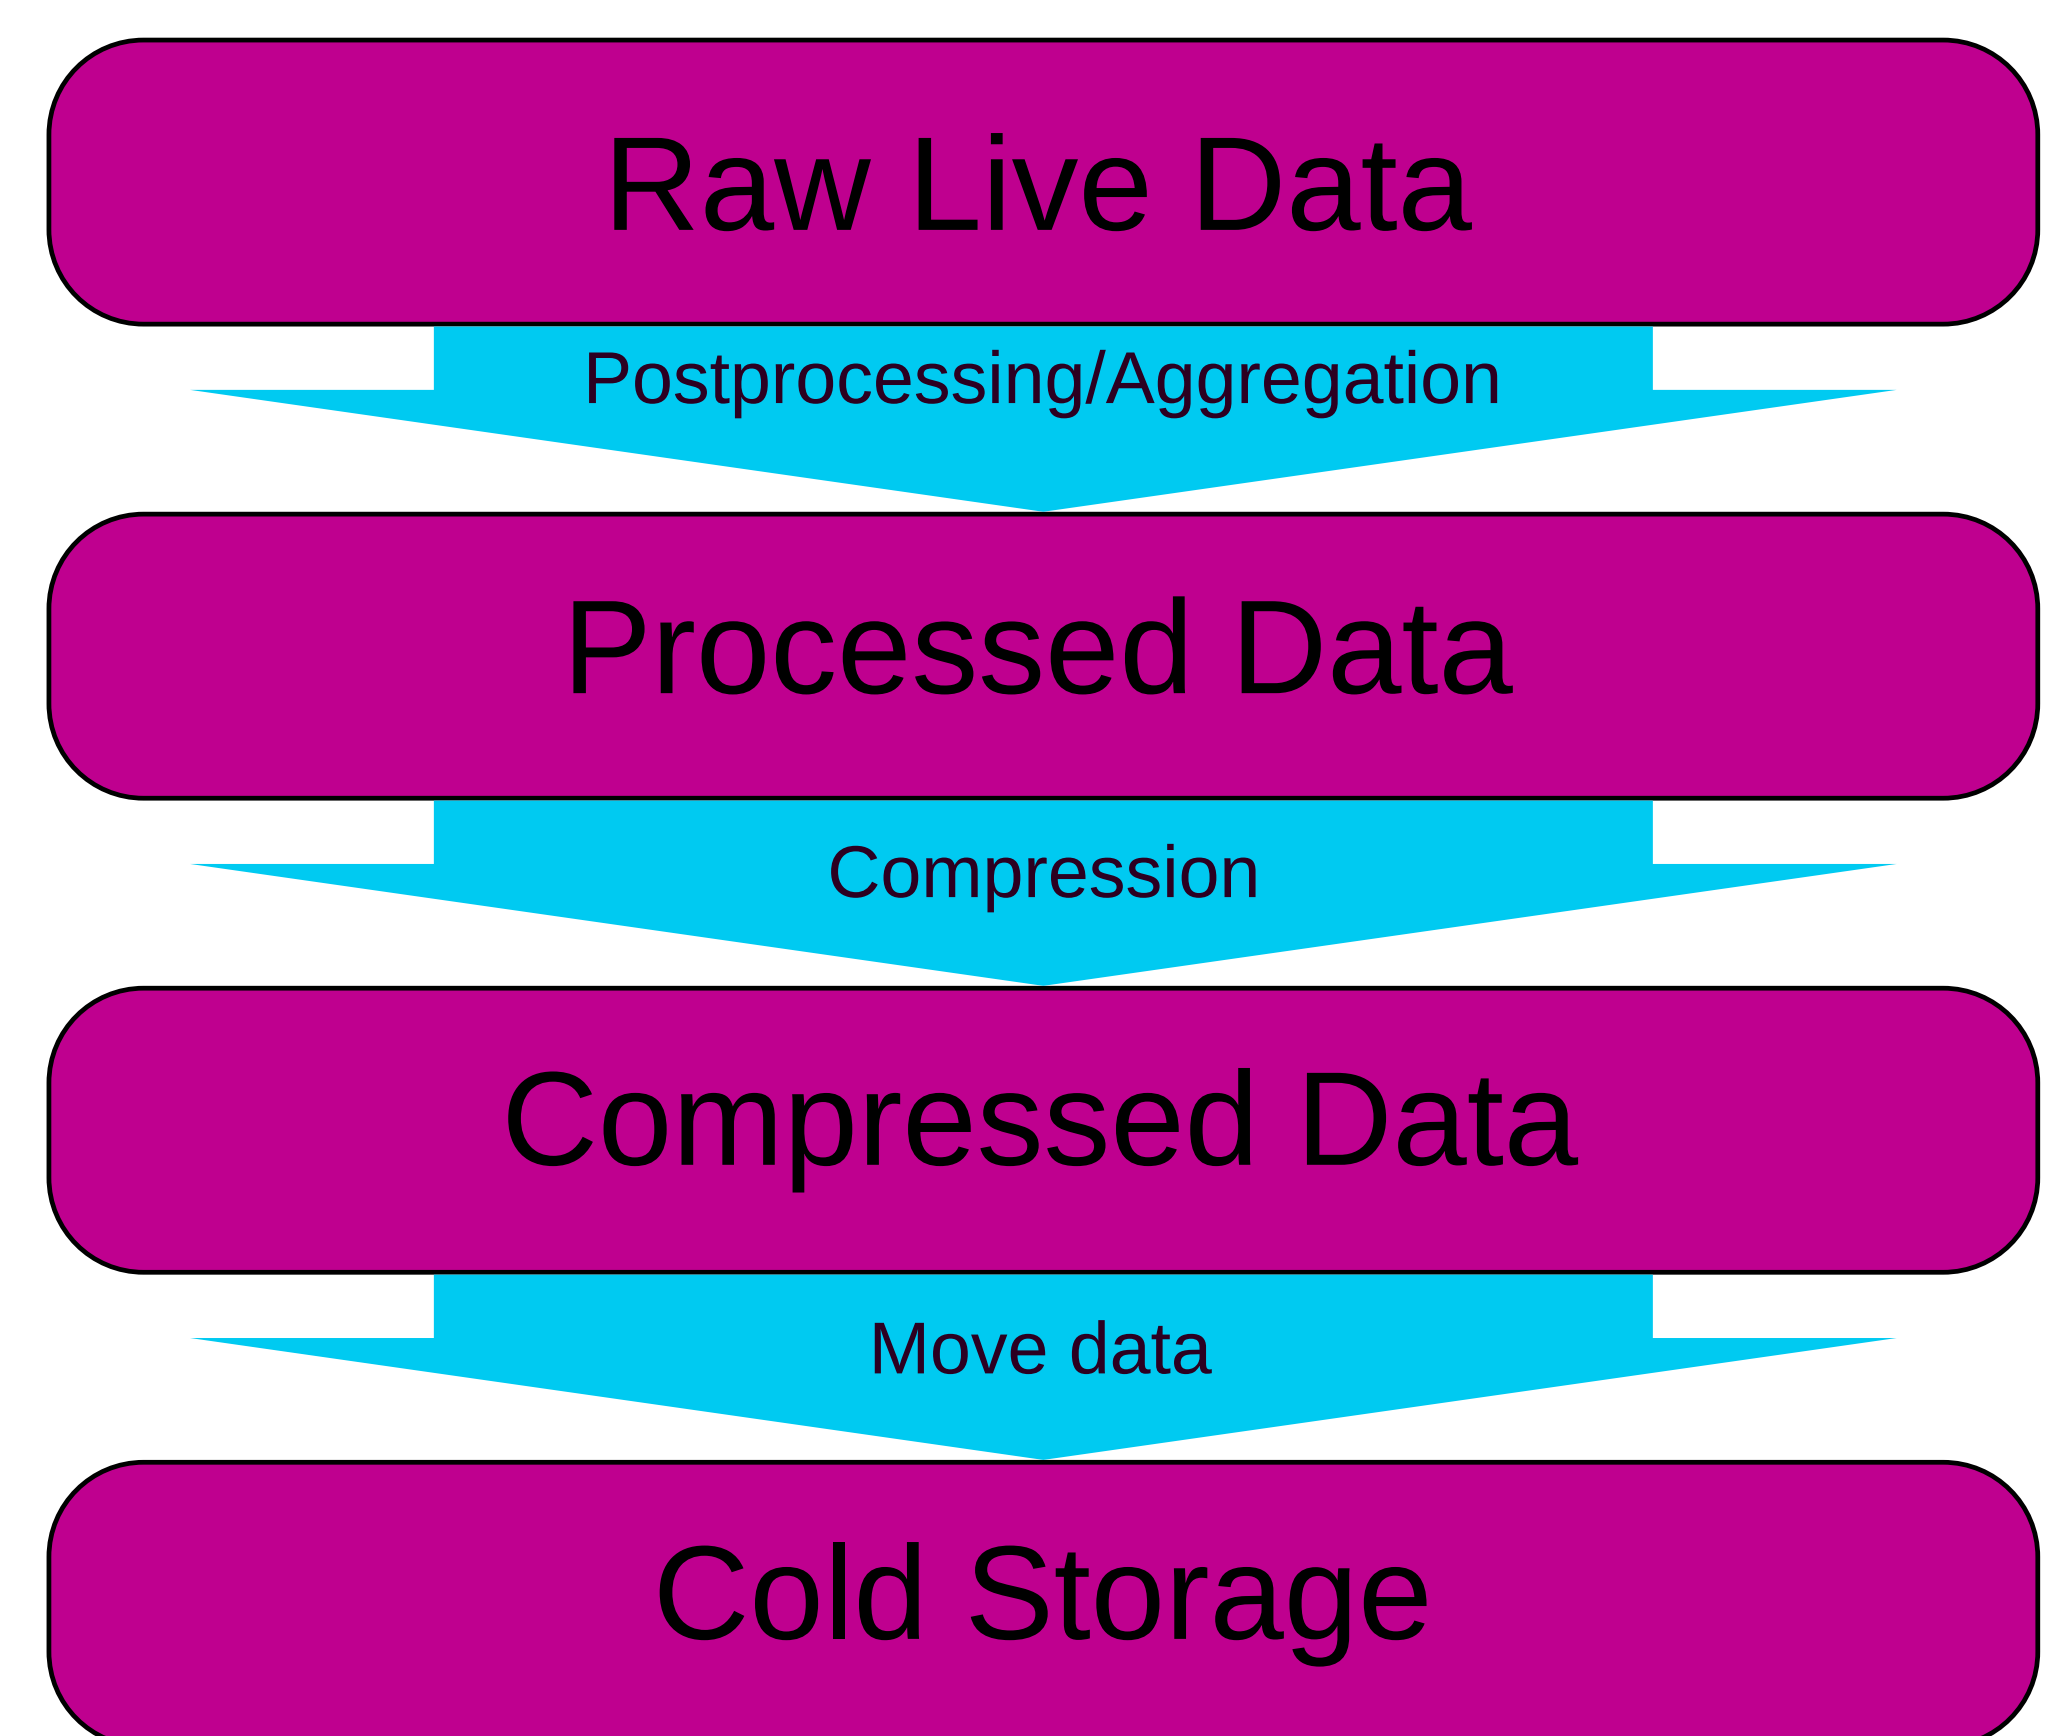 Raw Live Data
Postprocessing/Aggregation
Processed Data
Compression
Compressed Data
Move data
Cold Storage